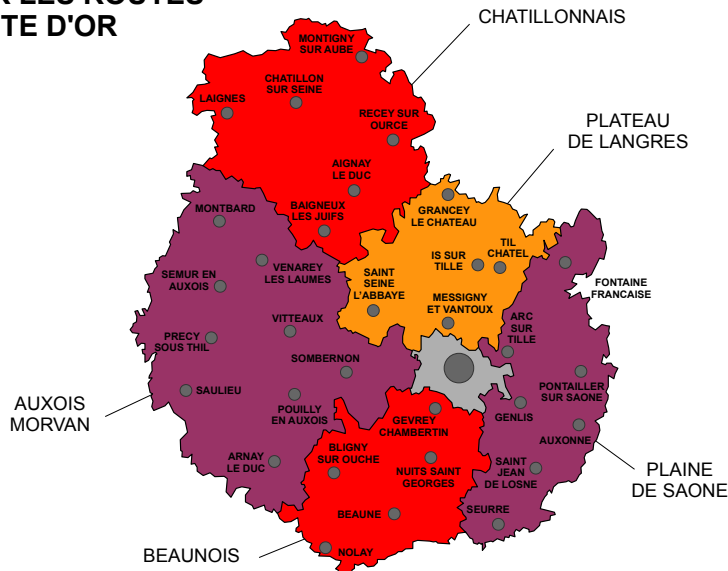 R LES ROUTES
TE D'OR
CHATILLONNAIS
MONTIGNY
SUR AUBE
CHATILLON
SUR SEINE
LAIGNES
RECEY SUR
OURCE
PLATEAU
DE LANGRES
AIGNAY
LE DUC
MONTBARD
BAIGNEUX
LES JUIFS
GRANCEY
LE CHATEAU
IS SUR
TILLE
TIL
CHATEL
VENAREY
LES LAUMES
SEMUR EN
AUXOIS
SAINT
SEINE
L'ABBAYE
FONTAINE
FRANCAISE
MESSIGNY
ET VANTOUX
VITTEAUX
ARC
SUR
TILLE
PRECY
SOUS THIL
SOMBERNON
SAULIEU
PONTAILLER
SUR SAONE
AUXOIS
MORVAN
POUILLY
EN AUXOIS
GEVREY
CHAMBERTIN
GENLIS
AUXONNE
BLIGNY
SUR OUCHE
ARNAY
LE DUC
NUITS SAINT
GEORGES
SAINT
JEAN
DE LOSNE
PLAINE
DE SAONE
BEAUNE
SEURRE
BEAUNOIS
NOLAY